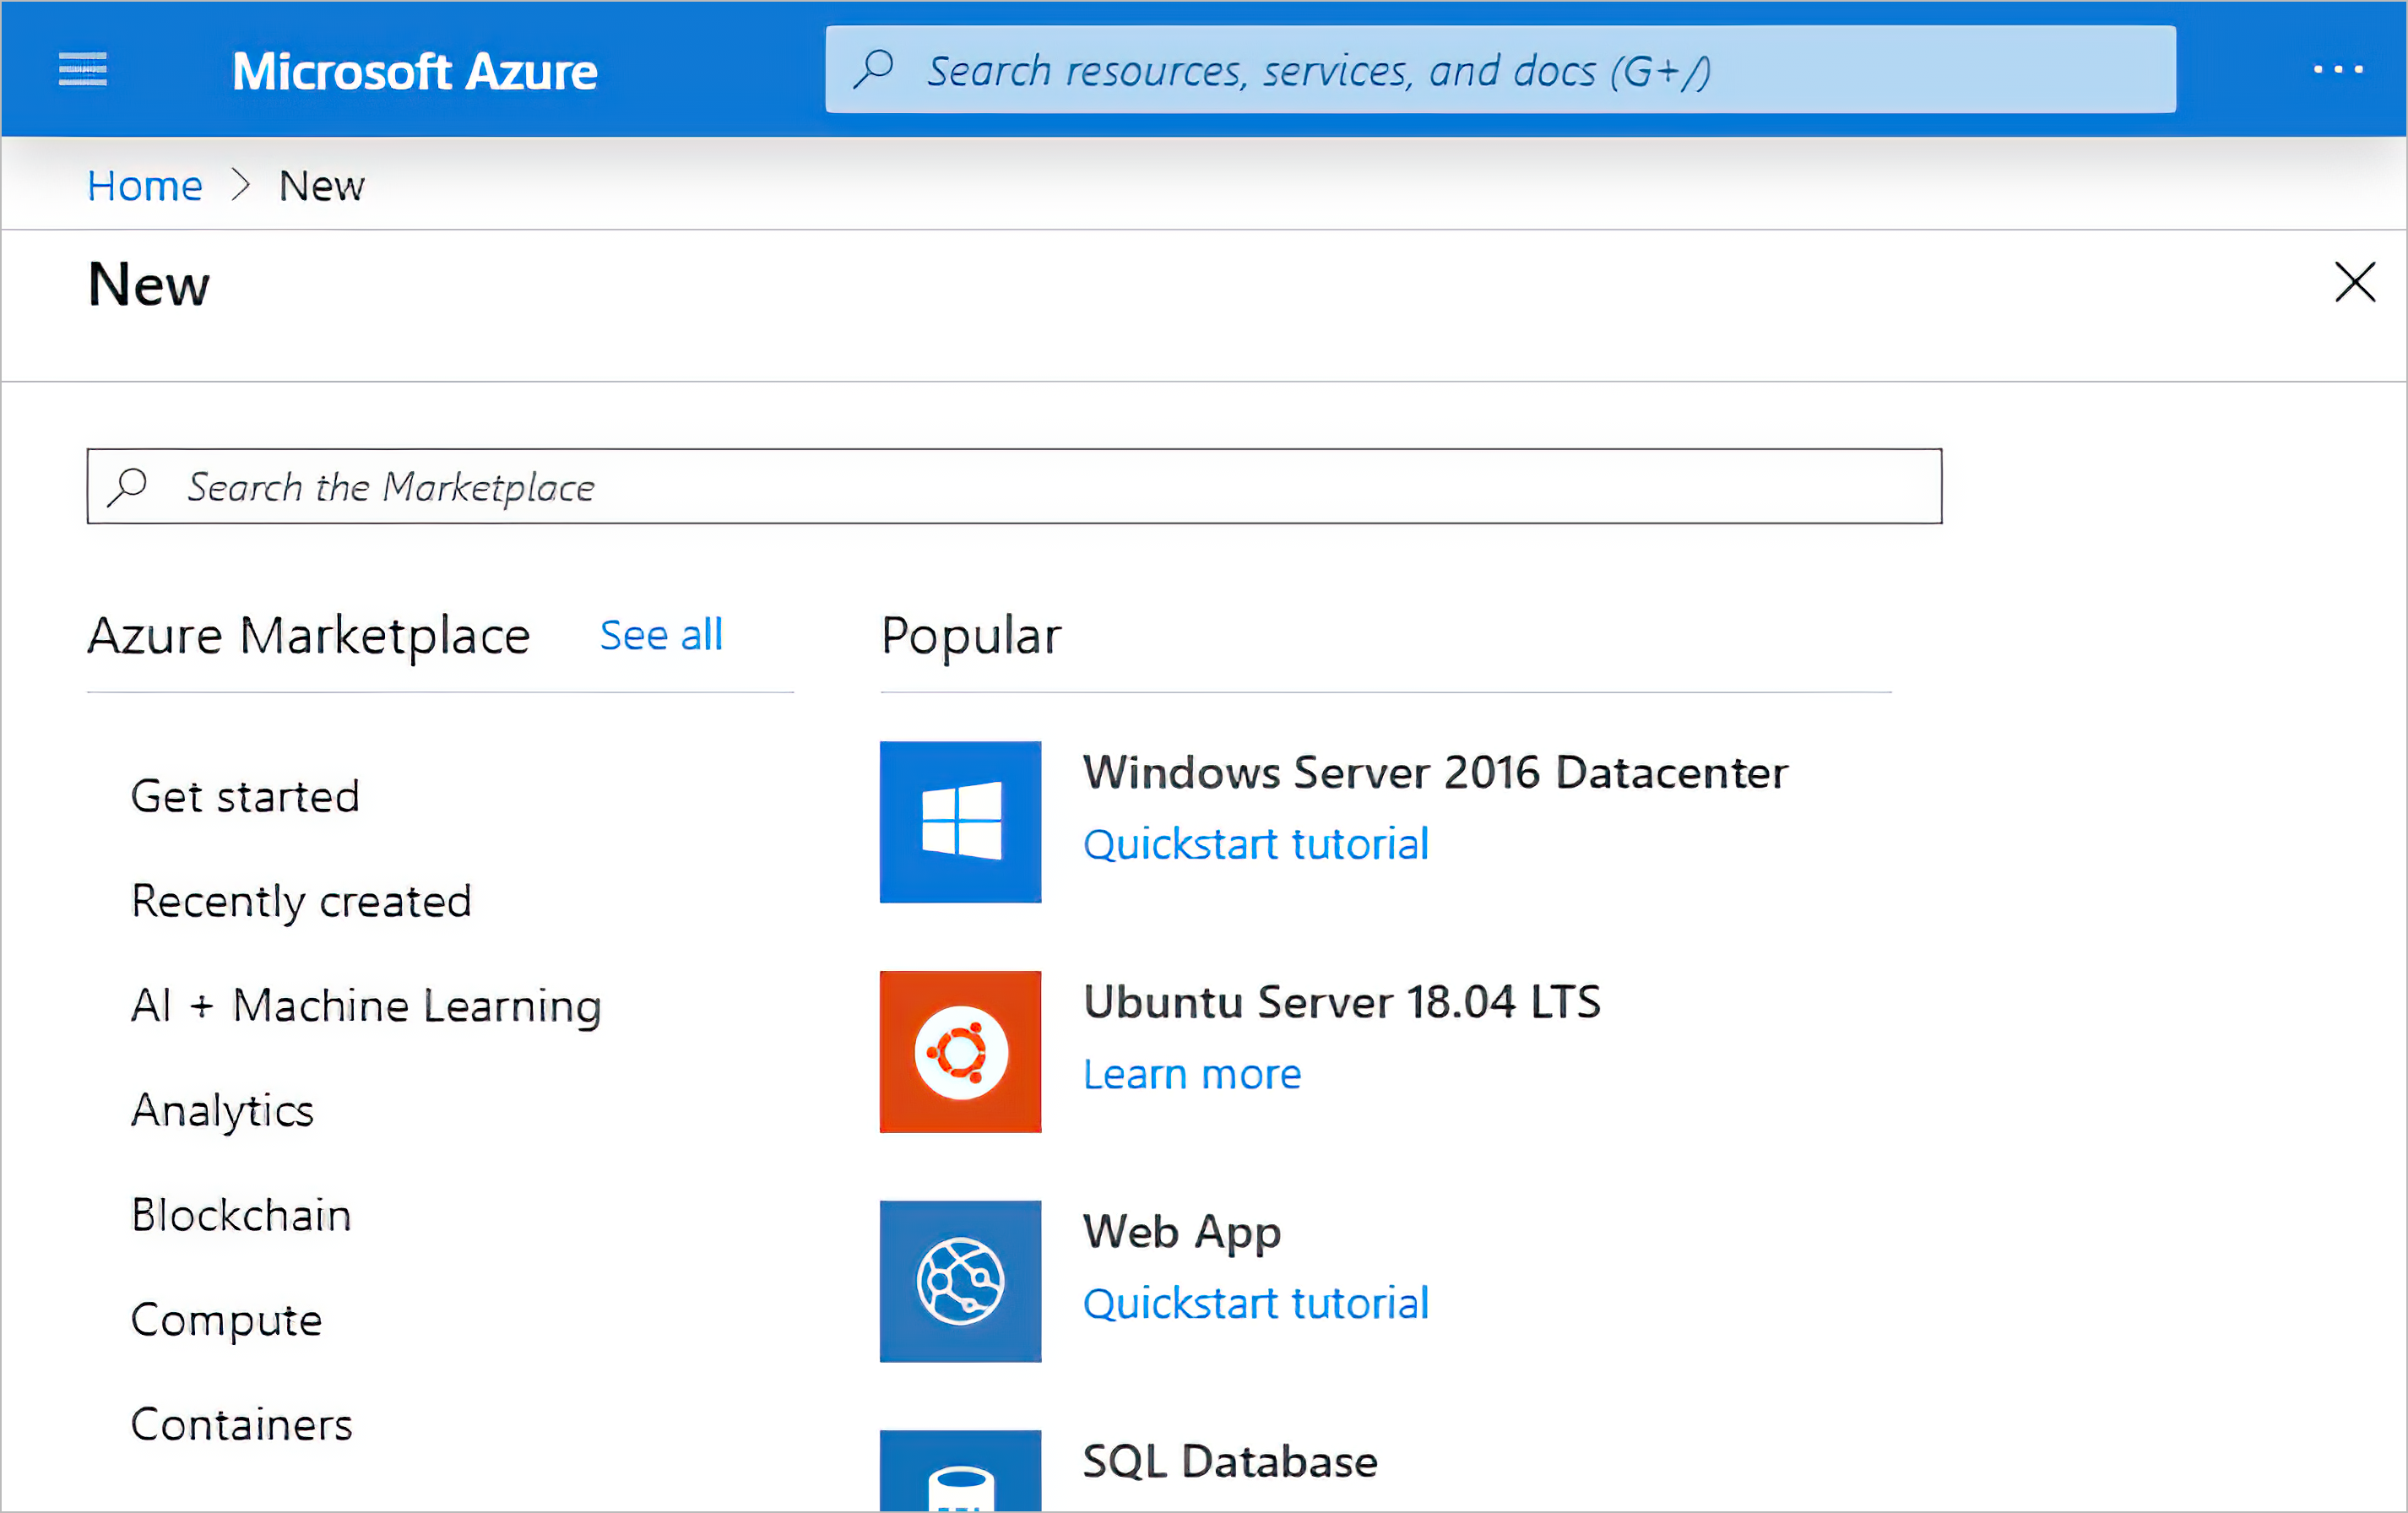 Microsoft Azure
Search resources, services, and docs (G+/)
Home > New
New
Search the Marketplace
Azure Marketplace See all
Get started
Recently created
AI + Machine Learning
Analytics
Blockchain
Compute
Containers
Popular
Windows Server 2016 Datacenter
Quickstart tutorial
Ubuntu Server 18.04 LTS
Learn more
Web App
Quickstart tutorial
SQL Database